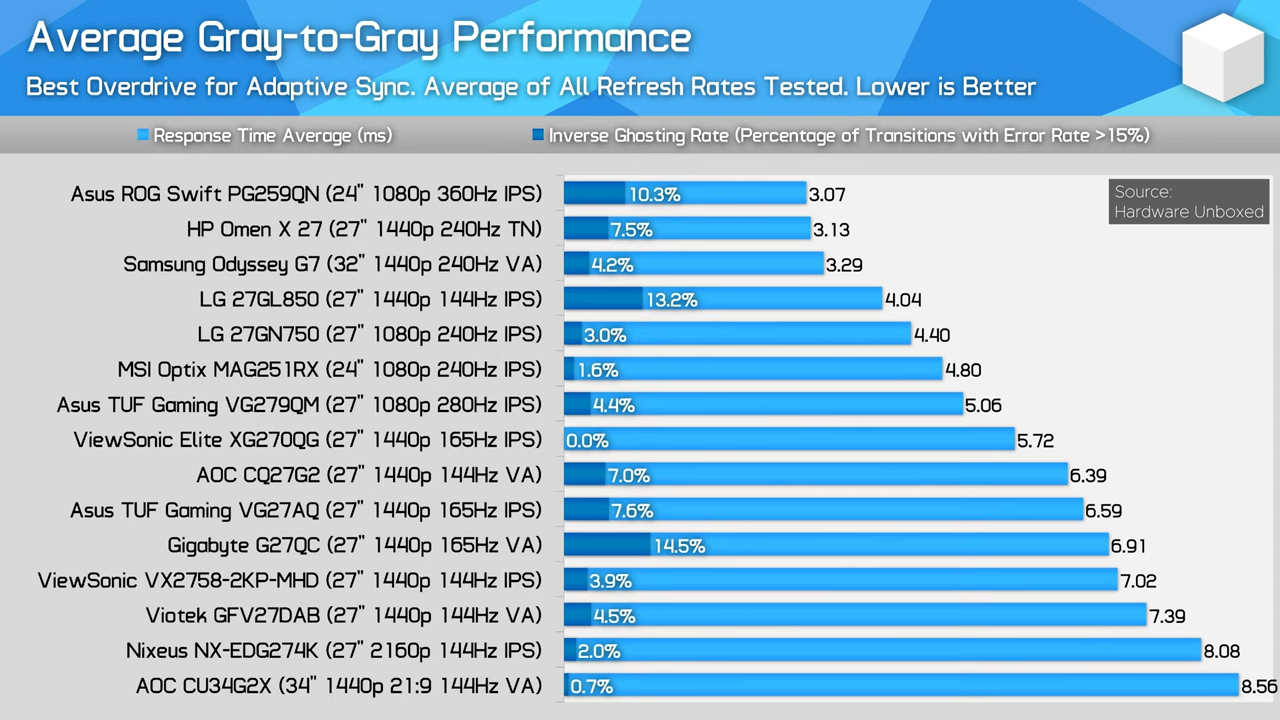 Average Gray-to-Gray Performance
Best Overdrive for Adaptive Sync. Average of All Refresh Rates Tested. Lower is Better
Response Time Average (ms) Inverse Ghosting Rate (Percentage of Transitions with Error Rate >15%)
Source:
Hardware Unboxed
Asus ROG Swift PG259QN (24" 1080p 360Hz IPS) 10.3% 3.07
HP Omen X 27 (27" 1440p 240Hz TN) 7.5% 3.13
Samsung Odyssey G7 (32" 1440p 240Hz VA) 4.2% 3.29
LG 27GL850 (27" 1440p 144Hz IPS) 13.2% 4.04
LG 27GN750 (27" 1080p 240Hz IPS) 3.0% 4.40
MSI Optix MAG251RX (24" 1080p 240Hz IPS) 1.6% 4.80
Asus TUF Gaming VG279QM (27" 1080p 280Hz IPS) 4.4% 5.06
ViewSonic Elite XG270QG (27" 1440p 165Hz IPS) 0.0% 5.72
AOC CQ27G2 (27" 1440p 144Hz VA) 7.0% 6.39
Asus TUF Gaming VG27AQ (27" 1440p 165Hz IPS) 7.6% 6.59
Gigabyte G27QC (27" 1440p 165Hz VA) 14.5% 6.91
ViewSonic VX2758-2KP-MHD (27" 1440p 144Hz IPS) 3.9% 7.02
Viotek GFV27DAB (27" 1440p 144Hz VA) 4.5% 7.39
Nixeus NX-EDG274K (27" 2160p 144Hz IPS) 2.0% 8.08
AOC CU34G2X (34" 1440p 21:9 144Hz VA) 0.7% 8.56